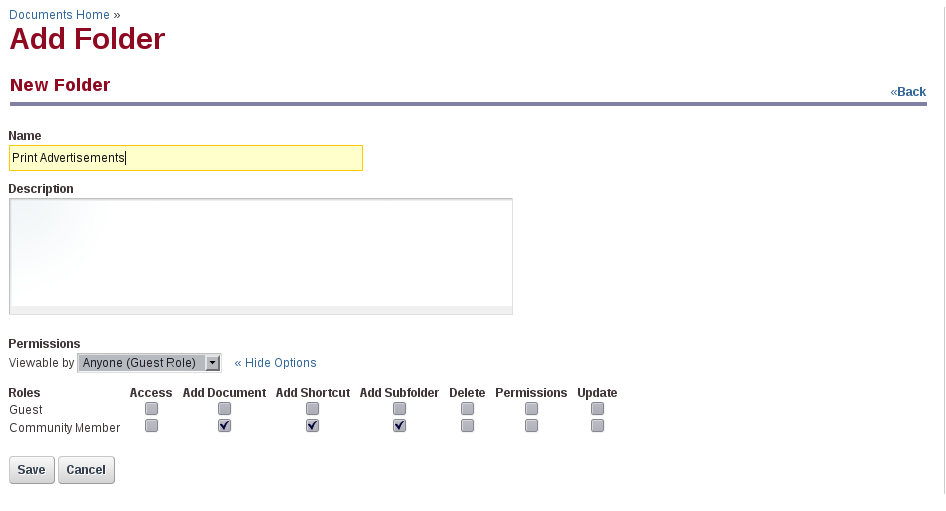 Documents Home »
Add Folder
New Folder
«Back
Name
Print Advertisements
Description
Permissions
Viewable by Anyone (Guest Role) « Hide Options
Roles Access Add Document Add Shortcut Add Subfolder Delete Permissions Update
Guest
Community Member
Save Cancel